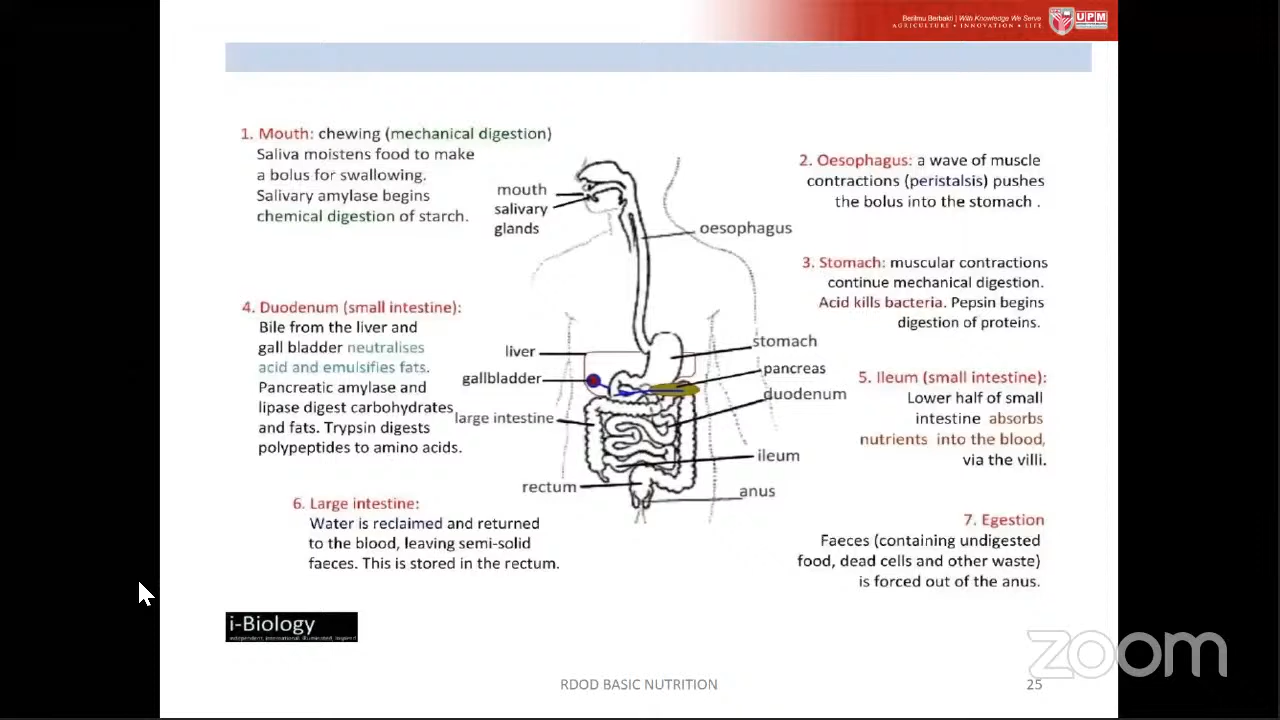 Berilmu Berbakti | With Knowledge We Serve
AGRICULTURE • INNOVATION • LIFE
UPM
1. Mouth: chewing (mechanical digestion)
Saliva moistens food to make
a bolus for swallowing.
Salivary amylase begins
chemical digestion of starch.
2. Oesophagus: a wave of muscle
contractions (peristalsis) pushes
the bolus into the stomach .
3. Stomach: muscular contractions
continue mechanical digestion.
Acid kills bacteria. Pepsin begins
digestion of proteins.
4. Duodenum (small intestine):
Bile from the liver and
gall bladder neutralises
acid and emulsifies fats.
Pancreatic amylase and
lipase digest carbohydrates
and fats. Trypsin digests
polypeptides to amino acids.
5. Ileum (small intestine):
Lower half of small
intestine absorbs
nutrients into the blood,
via the villi.
6. Large intestine:
Water is reclaimed and returned
to the blood, leaving semi-solid
faeces. This is stored in the rectum.
7. Egestion
Faeces (containing undigested
food, dead cells and other waste)
is forced out of the anus.
mouth
salivary
glands
oesophagus
liver
gallbladder
large intestine
rectum
stomach
pancreas
duodenum
ileum
anus
i-Biology
zoom
RDOD BASIC NUTRITION
25